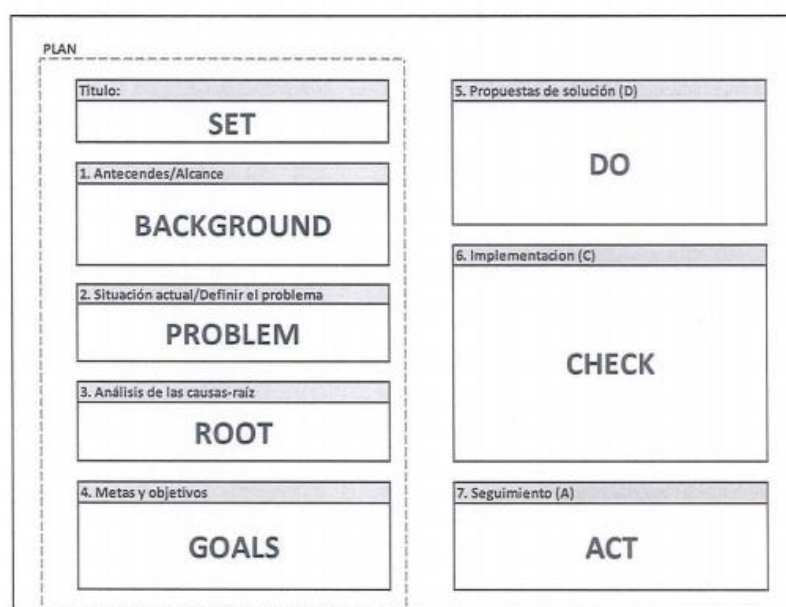 PLAN
Titulo:
SET
1. Antecendes/Alcance
BACKGROUND
2. Situación actual/Definir el problema
PROBLEM
3. Análisis de las causas-raíz
ROOT
4. Metas y objetivos
GOALS
5. Propuestas de solución (D)
DO
6. Implementacion (C)
CHECK
7. Seguimiento (A)
ACT